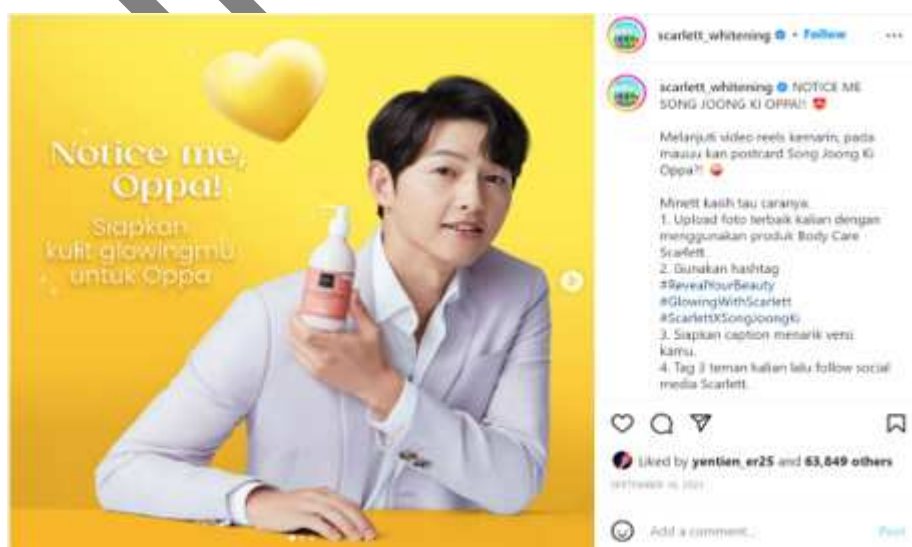 Notice me,
Oppa!
Siapkan
kulit glowingmu
untuk Oppa
scarlett_whitening • Follow
scarlett_whitening NOTICE ME
SONG JOONG KI OPPA!!
Melanjuti video reels kemarin, pada
mauuu kan postcard Song Joong Ki
Oppa?!
Minett kasih tau caranya
1. Upload foto terbaik kalian dengan
menggunakan produk Body Care
Scarlett.
2. Gunakan hashtag
#RevealYourBeauty
#GlowingWithScarlett
#ScarlettXSongJoongKi
3. Siapkan caption menarik versi
kamu.
4. Tag 3 teman kalian lalu follow social
media Scarlett.
Liked by yentien_er25 and 63,849 others
SEPTEMBER
Add a comment...
Post